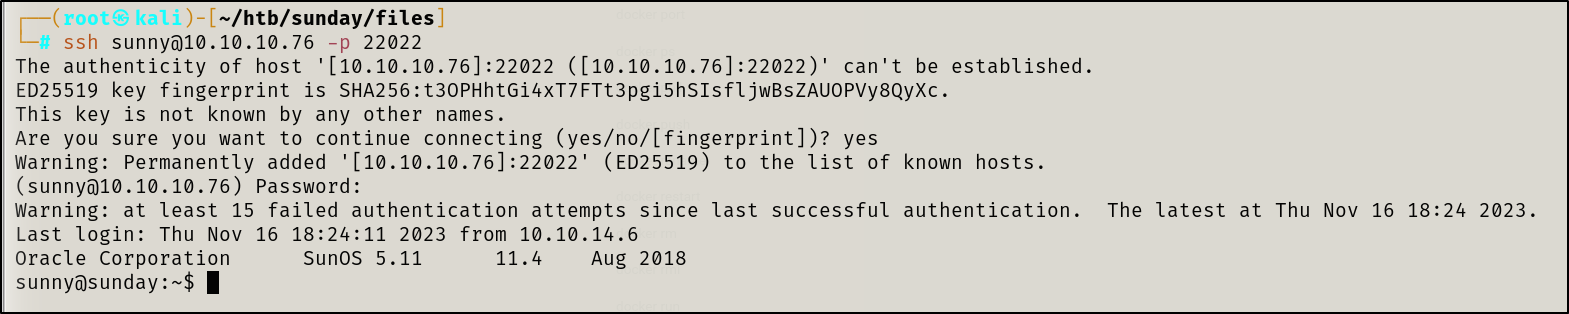 ┌──(root㉿kali)-[~/htb/sunday/files]
└─# ssh sunny@10.10.10.76 -p 22022
The authenticity of host '[10.10.10.76]:22022 ([10.10.10.76]:22022)' can't be established.
ED25519 key fingerprint is SHA256:t3OPHhtGi4xT7FTt3pgi5hSIsfljwBsZAUOPVy8QyXc.
This key is not known by any other names.
Are you sure you want to continue connecting (yes/no/[fingerprint])? yes
Warning: Permanently added '[10.10.10.76]:22022' (ED25519) to the list of known hosts.
(sunny@10.10.10.76) Password:
Warning: at least 15 failed authentication attempts since last successful authentication.  The latest at Thu Nov 16 18:24 2023.
Last login: Thu Nov 16 18:24:11 2023 from 10.10.14.6
Oracle Corporation      SunOS 5.11      11.4    Aug 2018
sunny@sunday:~$